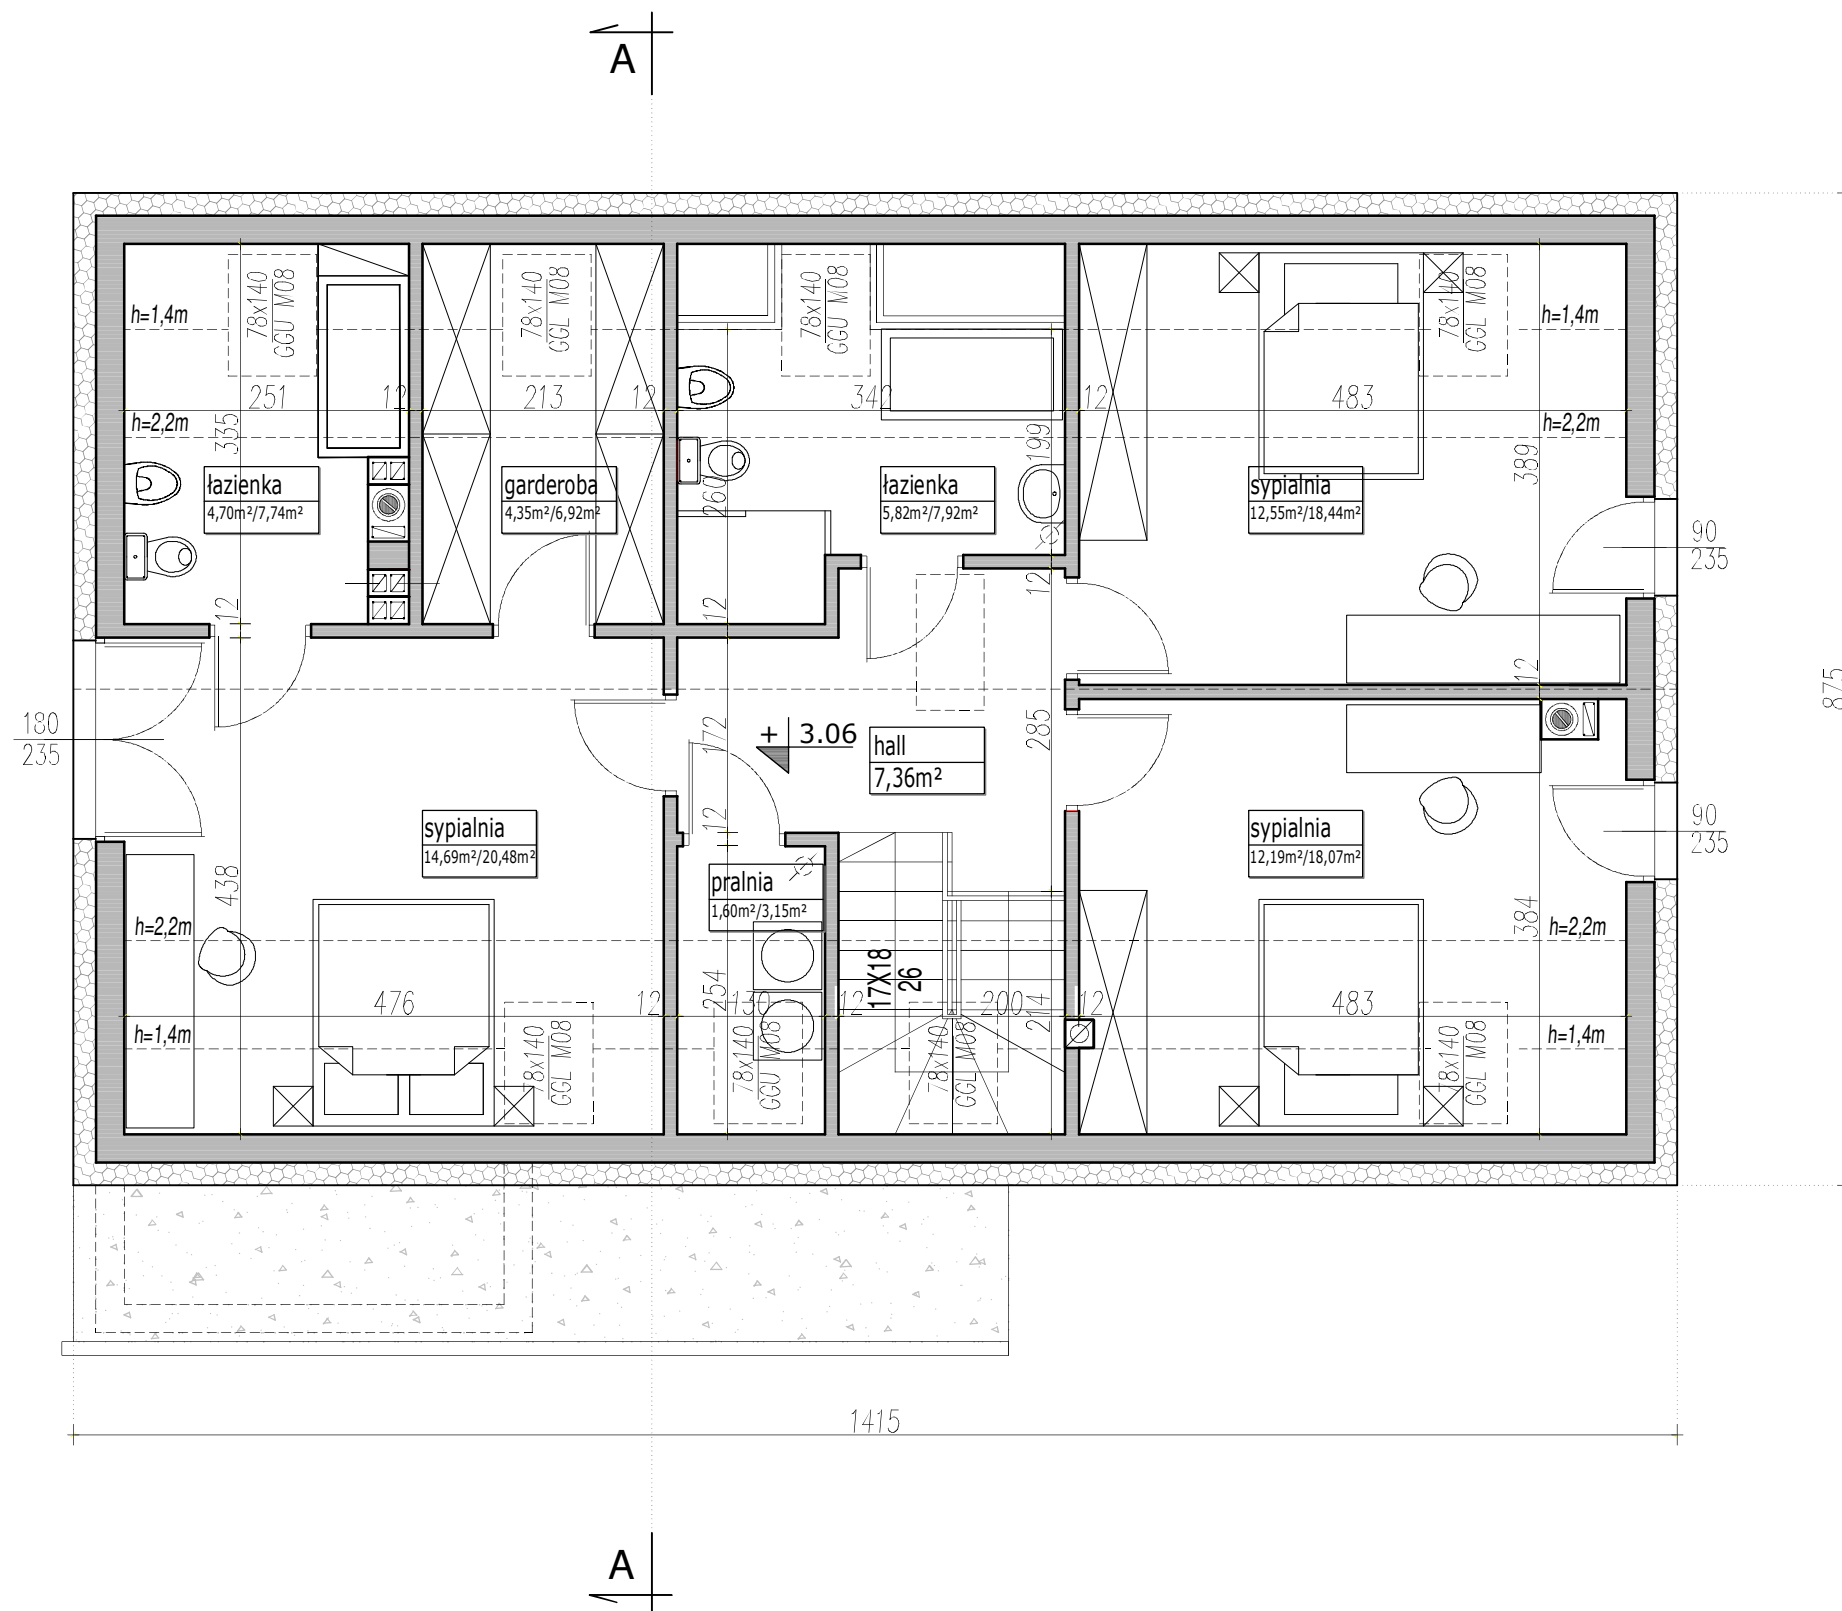 A
h=1,4m
78x140
GGU M08
78x140
GGL M08
78x140
GGU M08
78x140
GGL M08
h=1,4m
251
12
213
12
342
12
483
h=2,2m
335
199
389
h=2,2m
łazienka
4,70m²/7,74m²
garderoba
4,35m²/6,92m²
260
łazienka
5,82m²/7,92m²
sypialnia
12,55m²/18,44m²
90
235
12
12
12
12
180
235
172
+ 3.06
hall
7,36m²
285
875
12
sypialnia
14,69m²/20,48m²
438
pralnia
1,60m²/3,15m²
sypialnia
12,19m²/18,07m²
90
235
384
h=2,2m
h=2,2m
17X18
26
476
12
254
130
12
200
214
12
483
h=1,4m
78x140
GGL M08
78x140
GGU M08
78x140
GGL M08
78x140
GGL M08
h=1,4m
1415
A